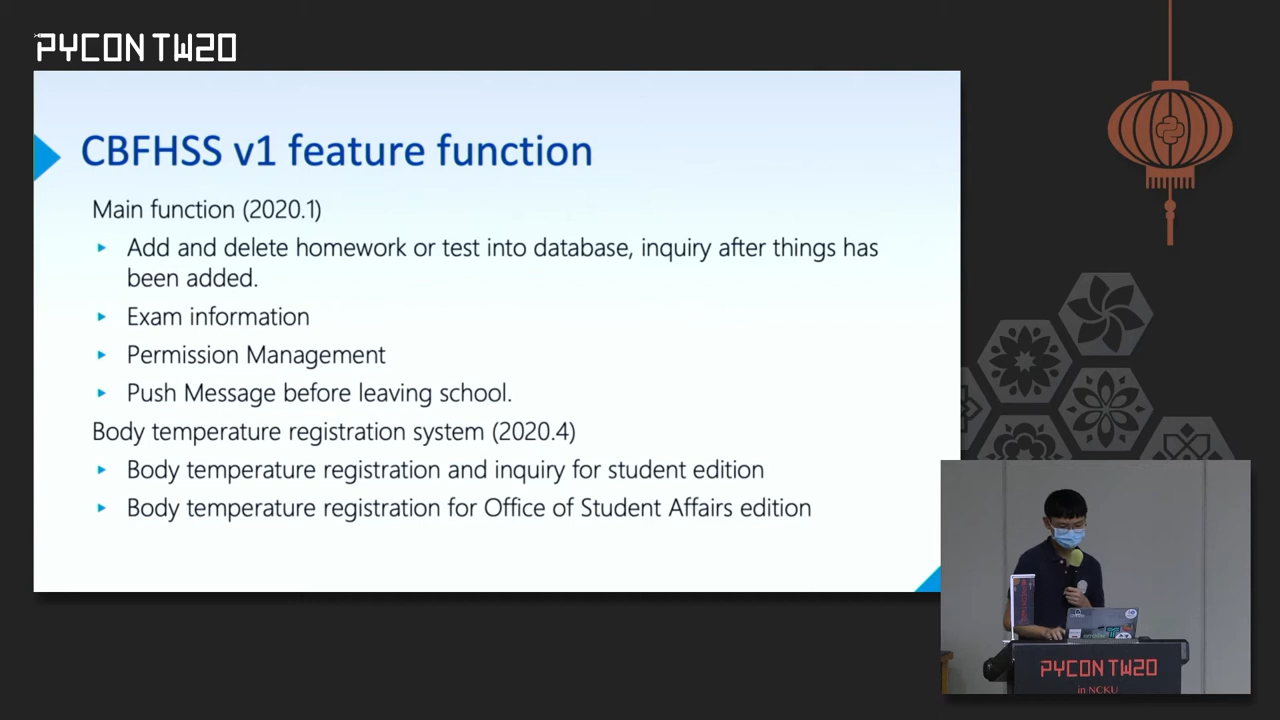 PYCON TW20
CBFHSS v1 feature function
Main function (2020.1)
Add and delete homework or test into database, inquiry after things has
been added.
Exam information
Permission Management
Push Message before leaving school.
Body temperature registration system (2020.4)
Body temperature registration and inquiry for student edition
Body temperature registration for Office of Student Affairs edition
PYCON TW20
in NCKU